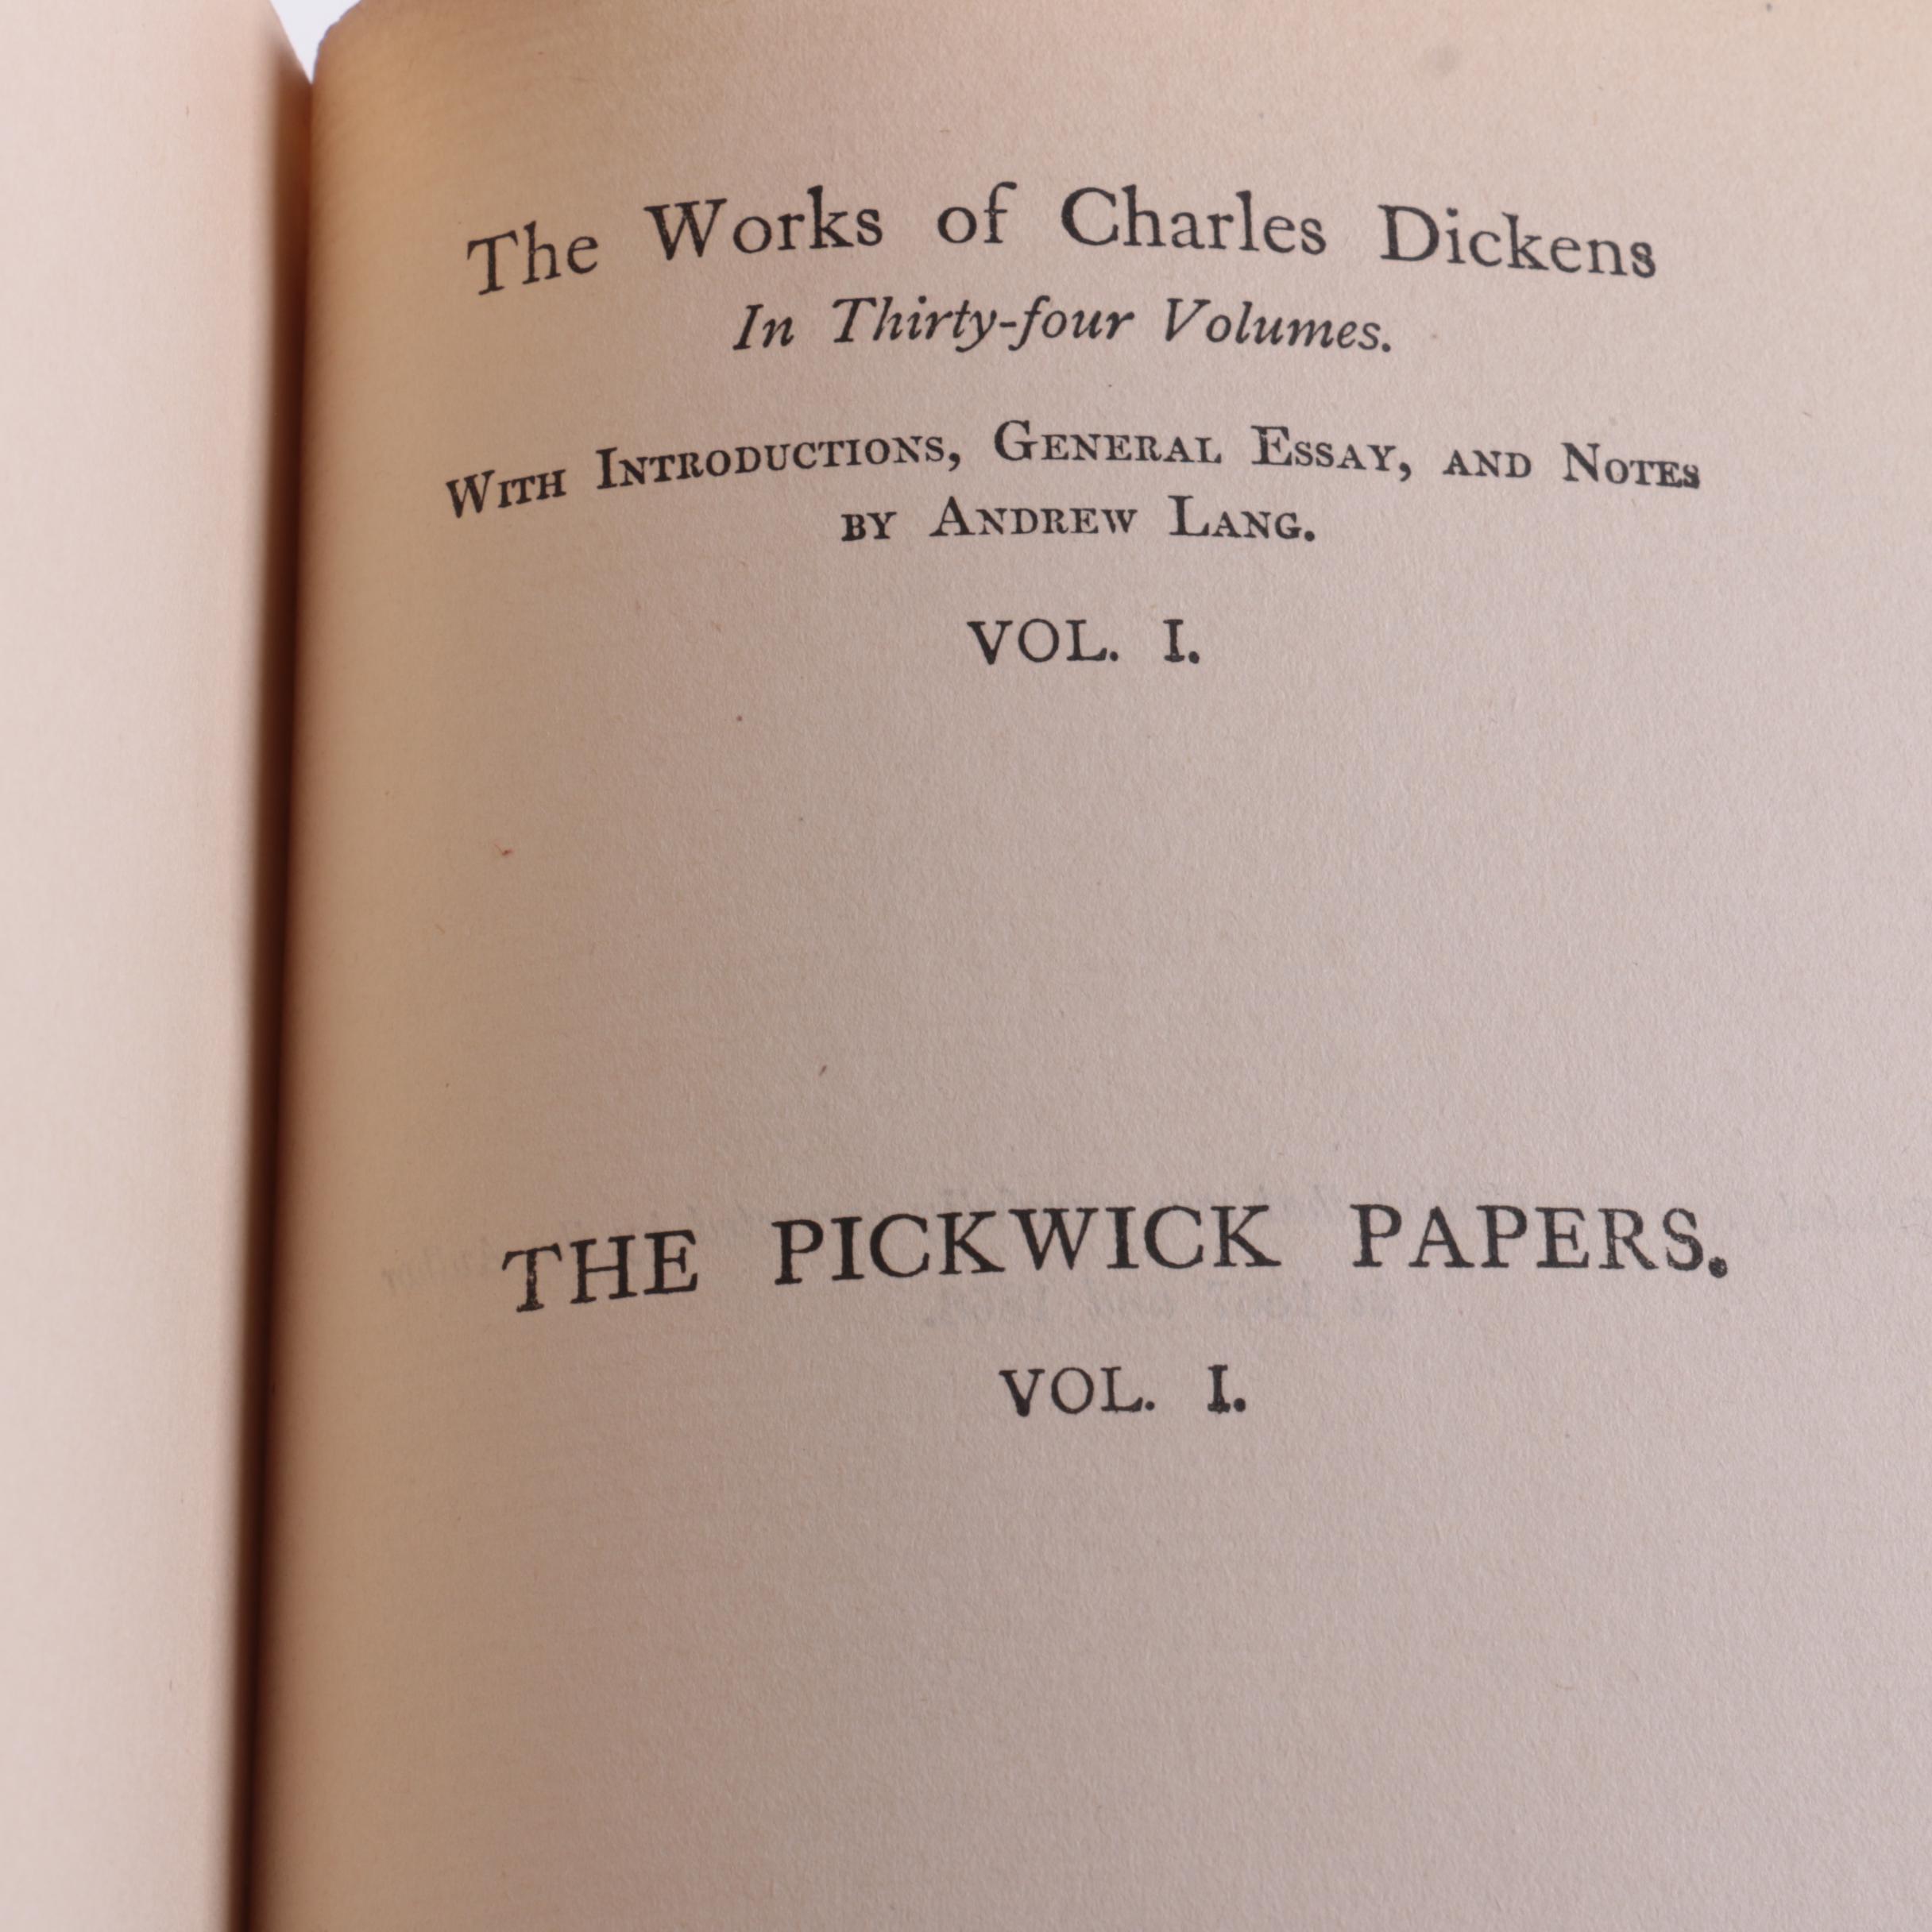 The Works of Charles Dickens
In Thirty-four Volumes.
With Introductions, General Essay, and Notes
by Andrew Lang.
VOL. I.
THE PICKWICK PAPERS.
VOL. I.